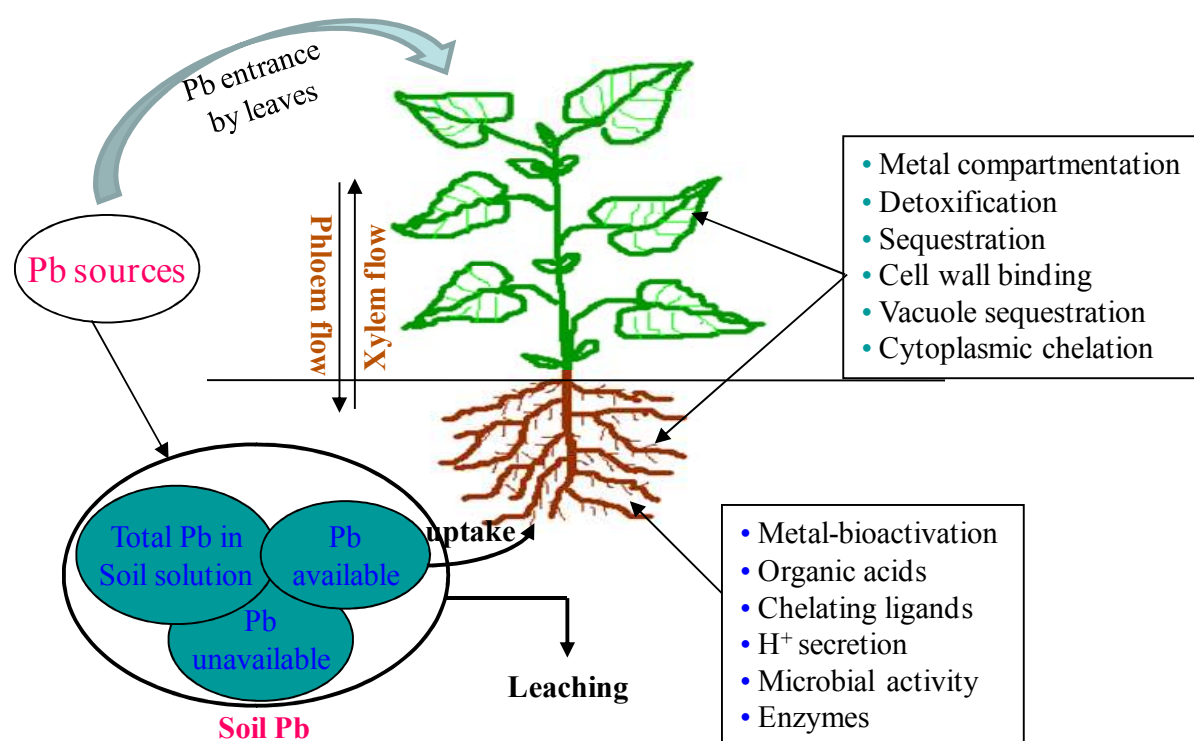 Pb entrance
by leaves
Pb sources
Phloem flow
Xylem flow
• Metal compartmentation
• Detoxification
• Sequestration
• Cell wall binding
• Vacuole sequestration
• Cytoplasmic chelation
Total Pb in
Soil solution
Pb
available
Pb
unavailable
Soil Pb
uptake
Leaching
• Metal-bioactivation
• Organic acids
• Chelating ligands
• H⁺ secretion
• Microbial activity
• Enzymes